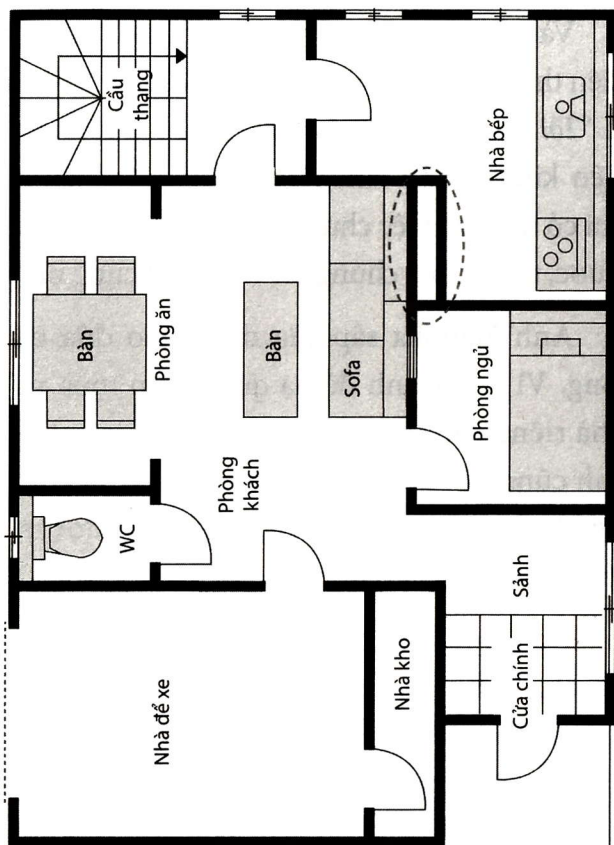 Bàn
Cầu
thang
WC
Nhà để xe
Phòng ăn
Phòng
khách
Bàn
Sofa
Nhà kho
Phòng ngủ
Nhà bếp
Cửa chính
Sảnh